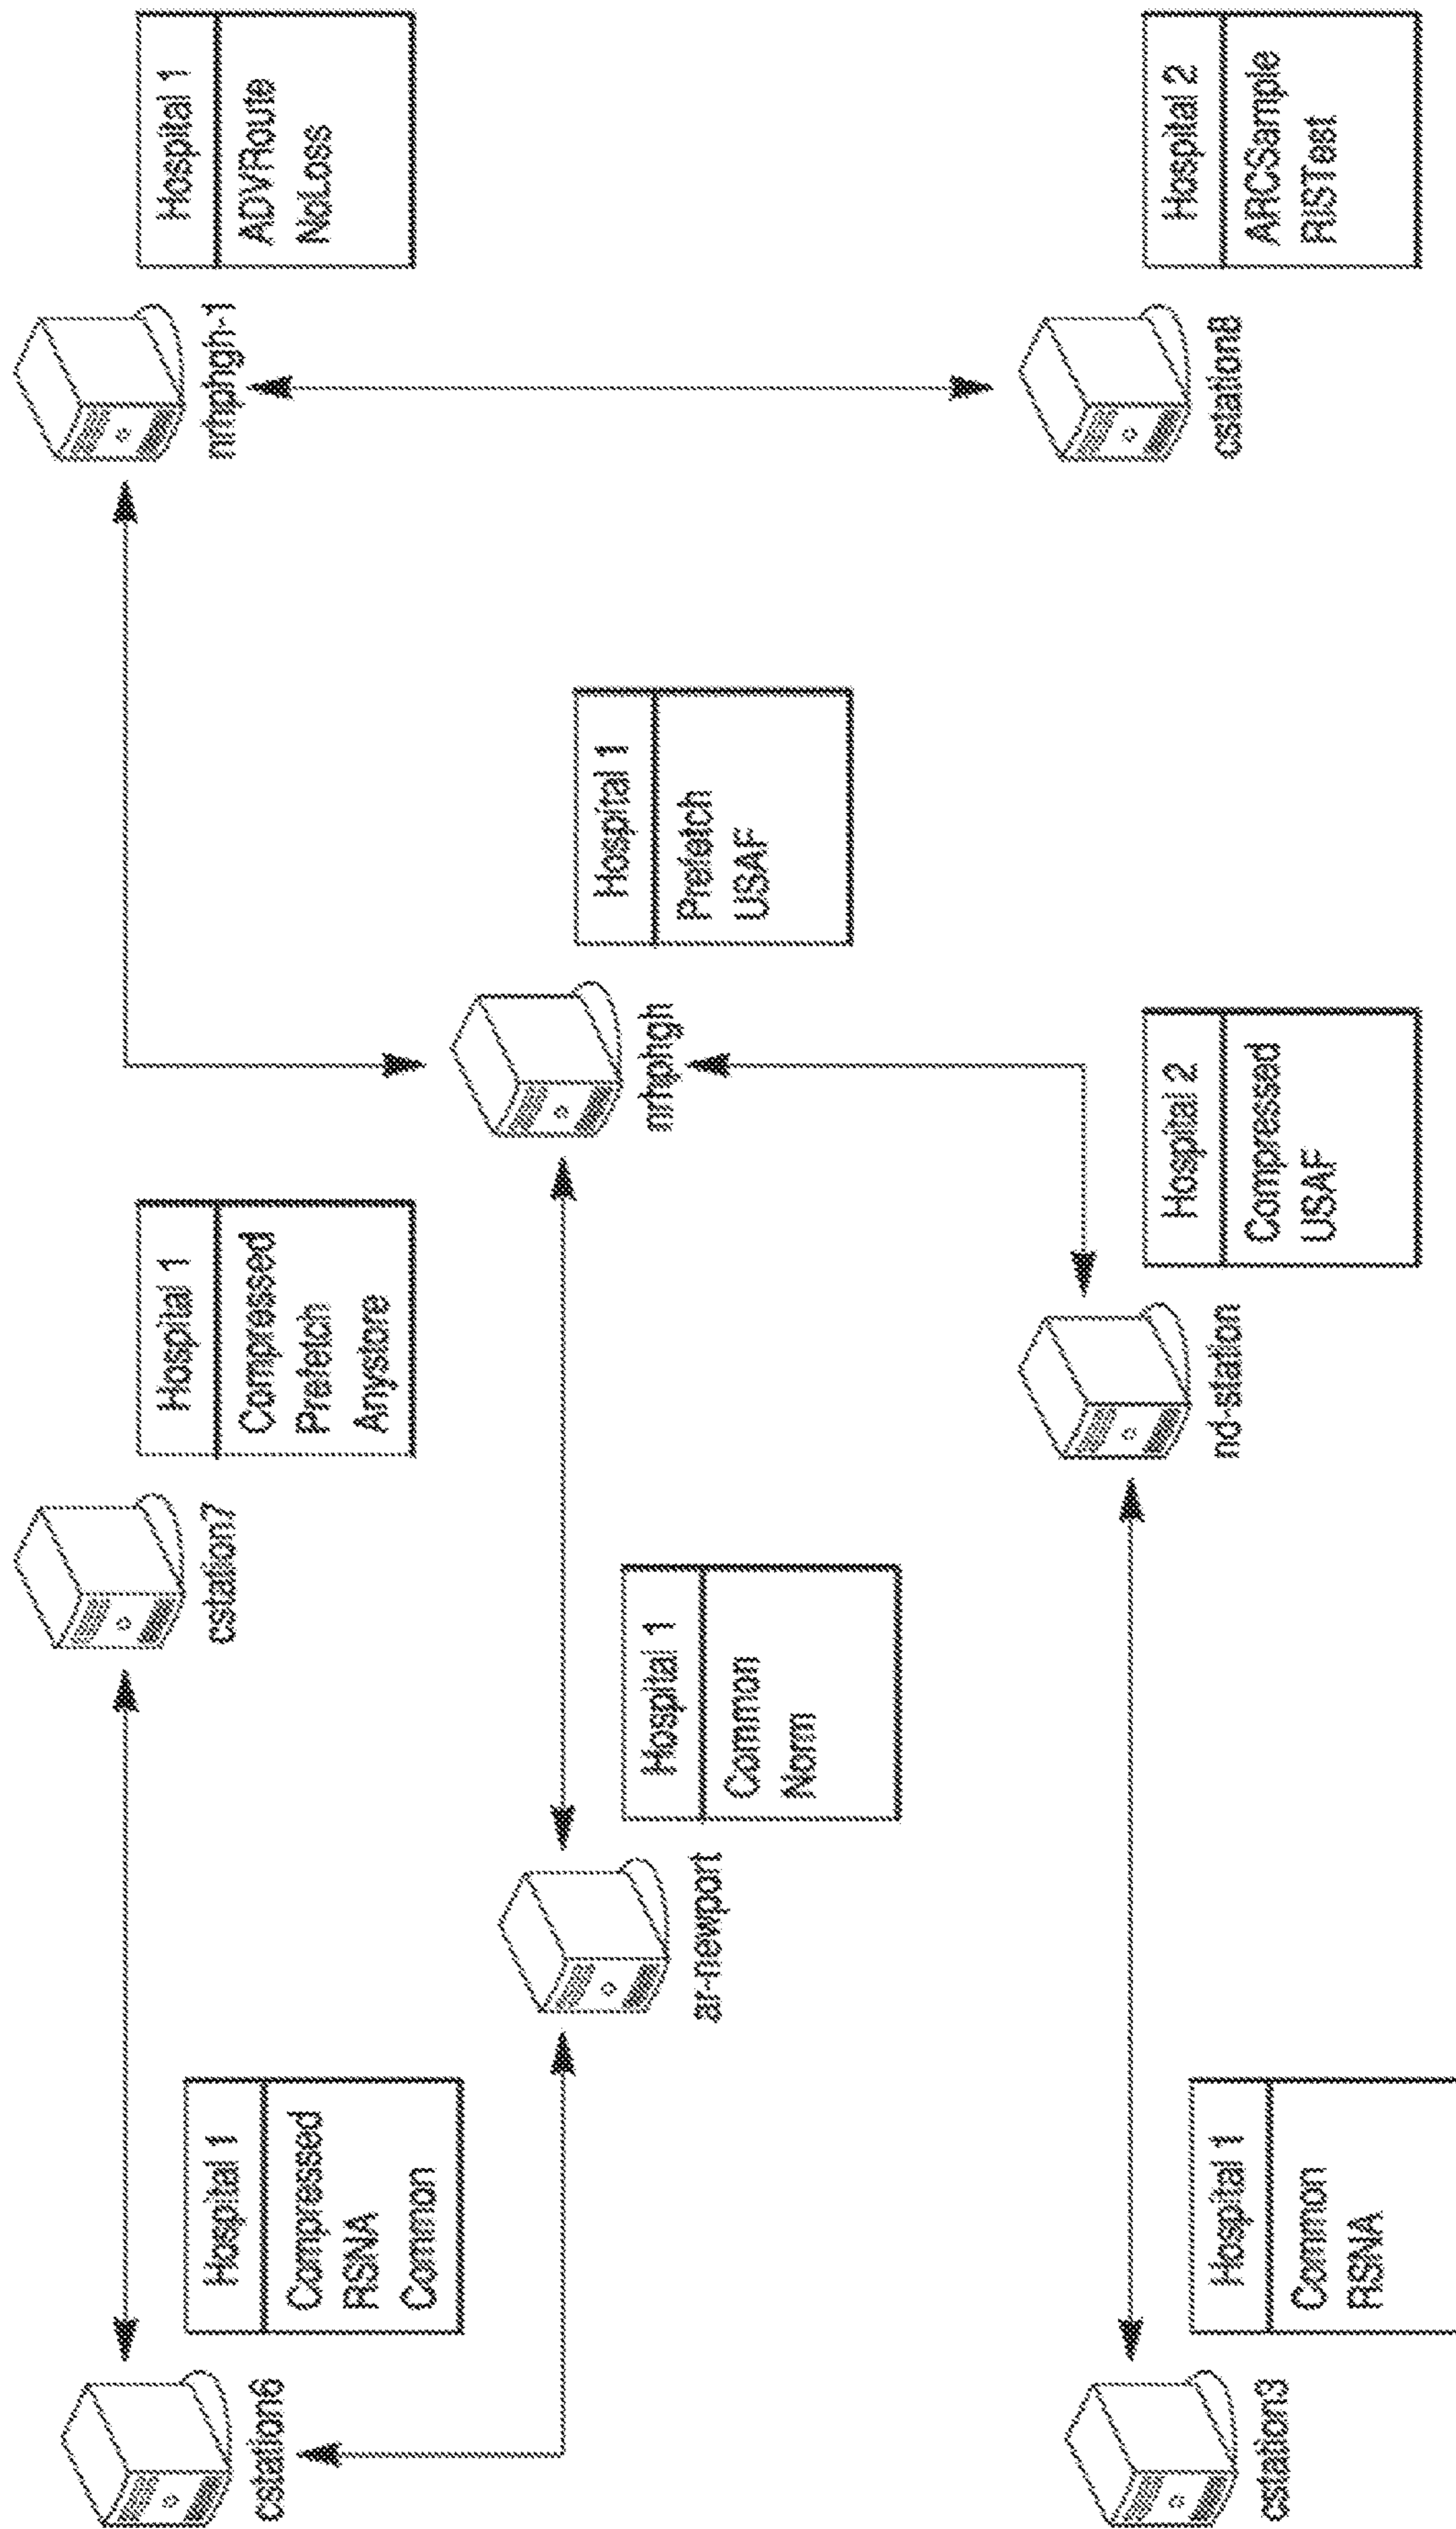 cstation6
Hospital 1
Compressed
RSNA
Common
cstation7
Hospital 1
Compressed
Prefetch
Anystore
nrhphgh-1
Hospital 1
ADVRoute
NoLoss
ar-newport
Hospital 1
Common
Norm
nrhphgh
Hospital 1
Prefetch
USAF
cstation3
Hospital 1
Common
RSNA
nd-station
Hospital 2
Compressed
USAF
cstation8
Hospital 2
ARCSample
RISTest